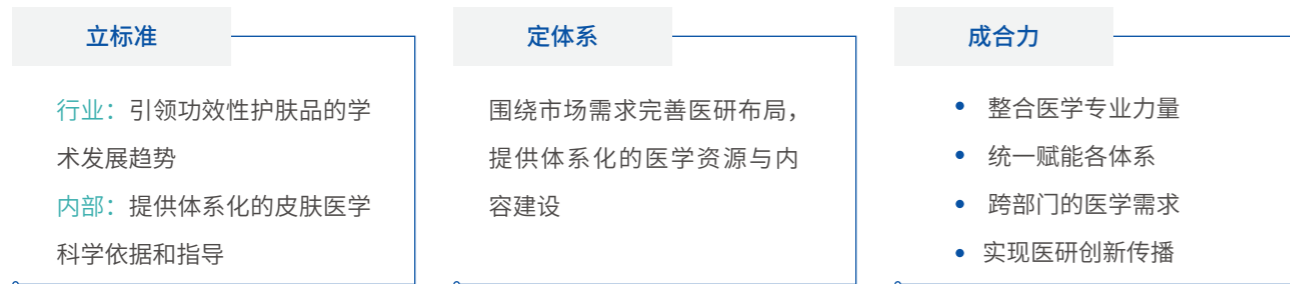 立标准
行业：引领功效性护肤品的学
术发展趋势
内部：提供体系化的皮肤医学
科学依据和指导
定体系
围绕市场需求完善医研布局，
提供体系化的医学资源与内
容建设
成合力
• 整合医学专业力量
• 统一赋能各体系
• 跨部门的医学需求
• 实现医研创新传播